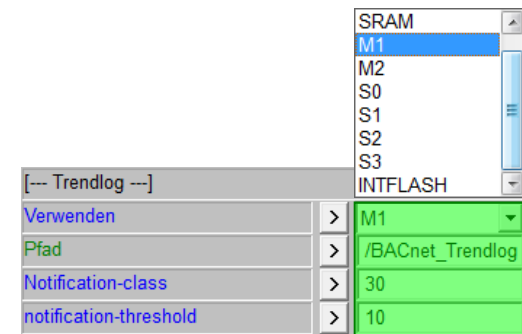 SRAM
M1
M2
S0
S1
S2
S3
INTFLASH
[--- Trendlog ---]
Verwenden > M1
Pfad > /BACnet_Trendlog
Notification-class > 30
notification-threshold > 10